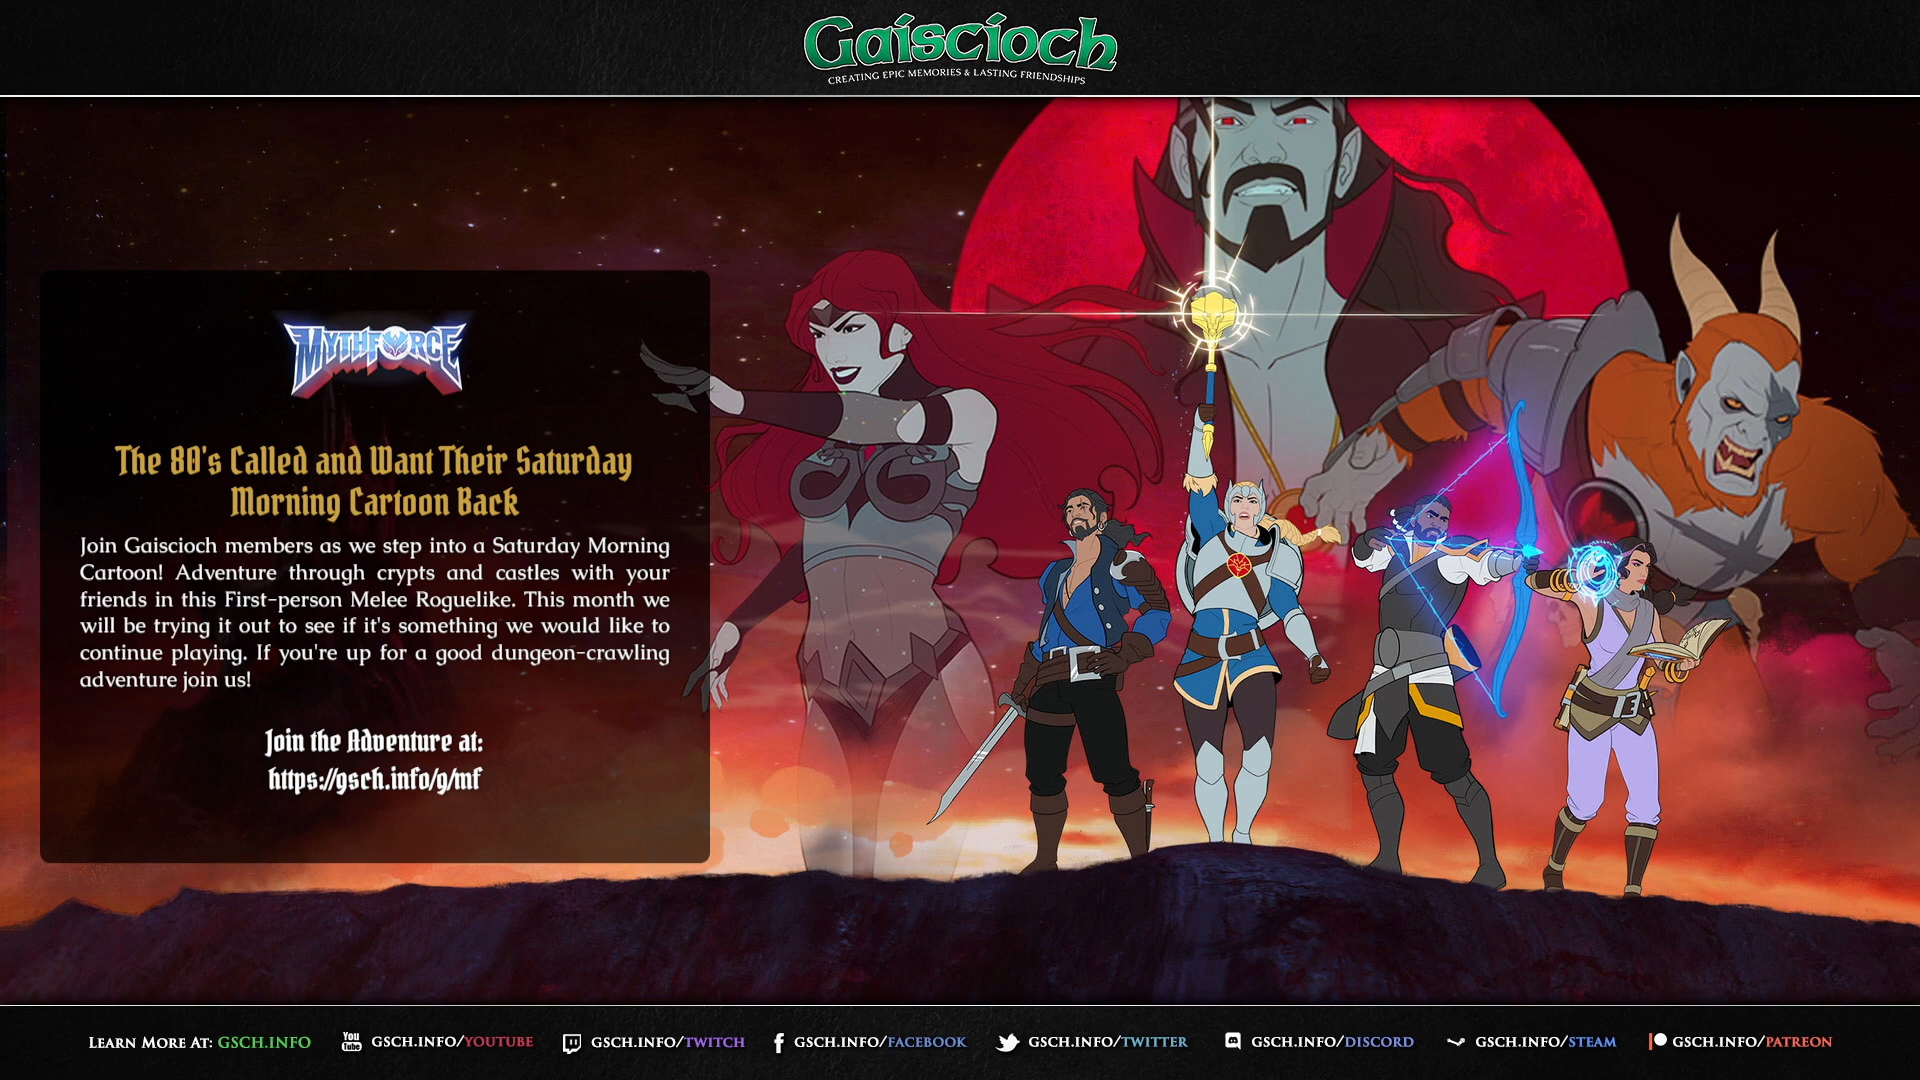 Gaiscioch
CREATING EPIC MEMORIES & LASTING FRIENDSHIPS
MYTHFORCE
The 80's Called and Want Their Saturday
Morning Cartoon Back
Join Gaiscioch members as we step into a Saturday Morning
Cartoon! Adventure through crypts and castles with your
friends in this First-person Melee Roguelike. This month we
will be trying it out to see if it's something we would like to
continue playing. If you're up for a good dungeon-crawling
adventure join us!
Join the Adventure at:
https://gsch.info/g/mf
LEARN MORE AT: GSCH.INFO
You Tube GSCH.INFO/YOUTUBE
GSCH.INFO/TWITCH
GSCH.INFO/FACEBOOK
GSCH.INFO/TWITTER
GSCH.INFO/DISCORD
GSCH.INFO/STEAM
GSCH.INFO/PATREON